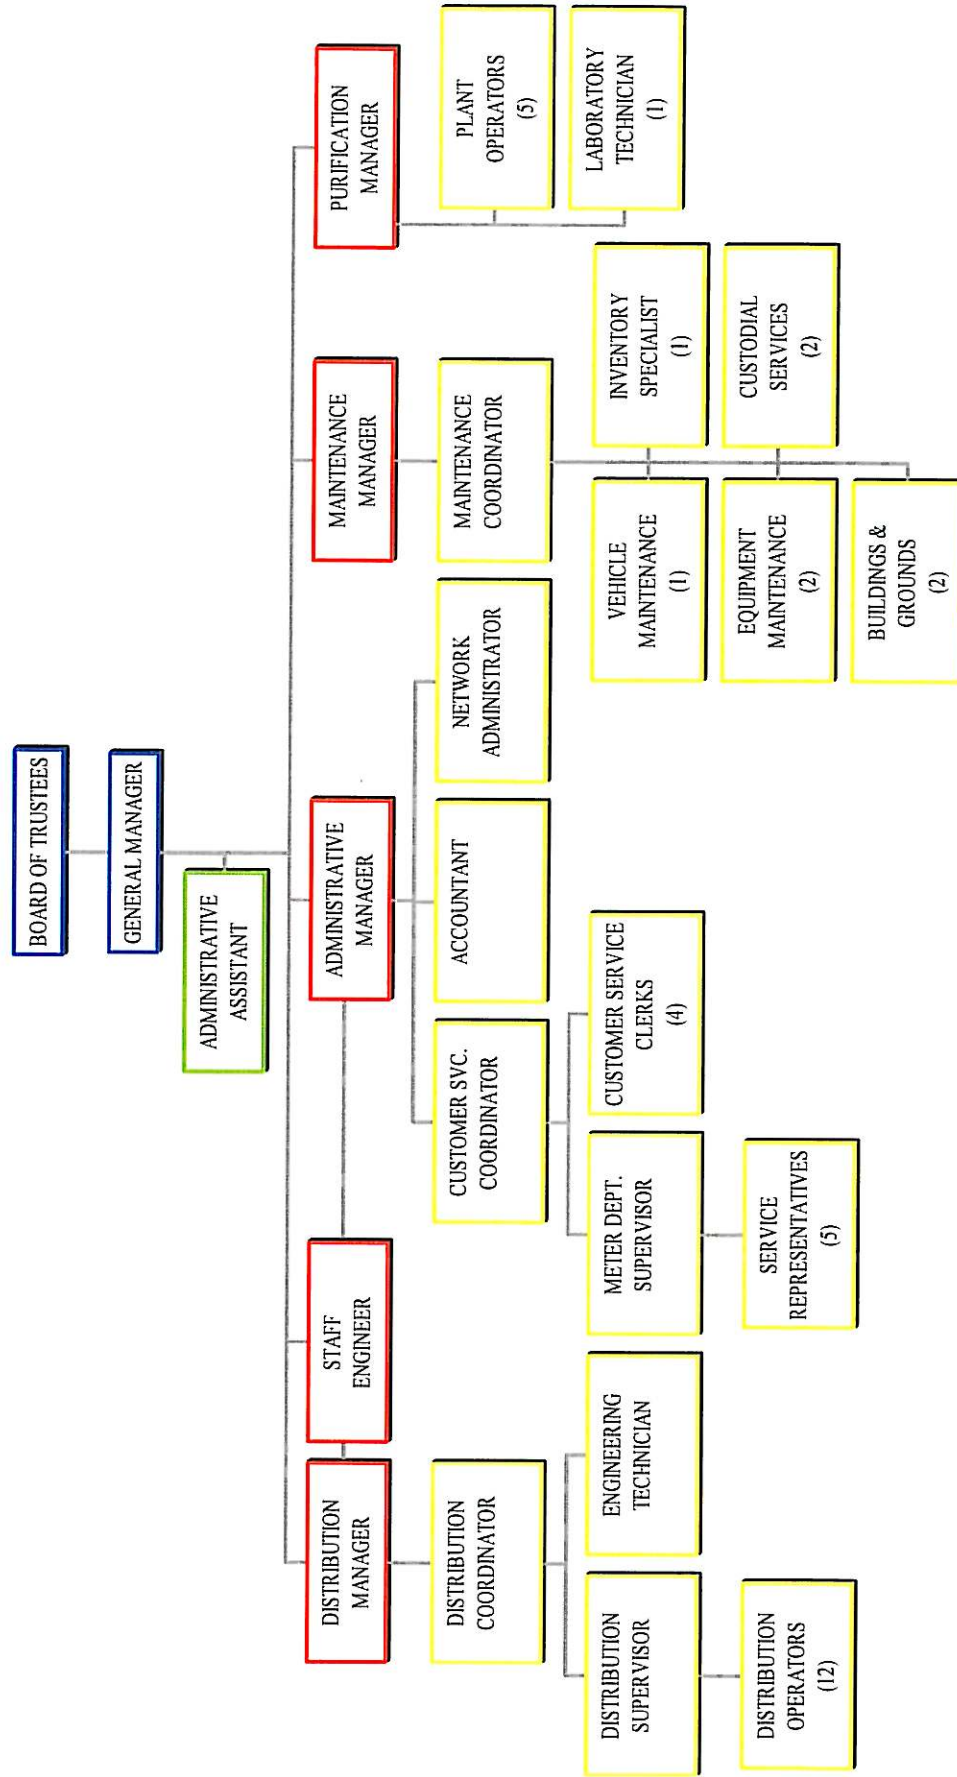 BOARD OF TRUSTEES
GENERAL MANAGER
ADMINISTRATIVE
ASSISTANT
DISTRIBUTION
MANAGER
STAFF
ENGINEER
ADMINISTRATIVE
MANAGER
MAINTENANCE
MANAGER
PURIFICATION
MANAGER
DISTRIBUTION
COORDINATOR
CUSTOMER SVC.
COORDINATOR
ACCOUNTANT
NETWORK
ADMINISTRATOR
MAINTENANCE
COORDINATOR
PLANT
OPERATORS
(5)
LABORATORY
TECHNICIAN
(1)
DISTRIBUTION
SUPERVISOR
ENGINEERING
TECHNICIAN
METER DEPT.
SUPERVISOR
CUSTOMER SERVICE
CLERKS
(4)
VEHICLE
MAINTENANCE
(1)
INVENTORY
SPECIALIST
(1)
DISTRIBUTION
OPERATORS
(12)
SERVICE
REPRESENTATIVES
(5)
EQUIPMENT
MAINTENANCE
(2)
CUSTODIAL
SERVICES
(2)
BUILDINGS &
GROUNDS
(2)